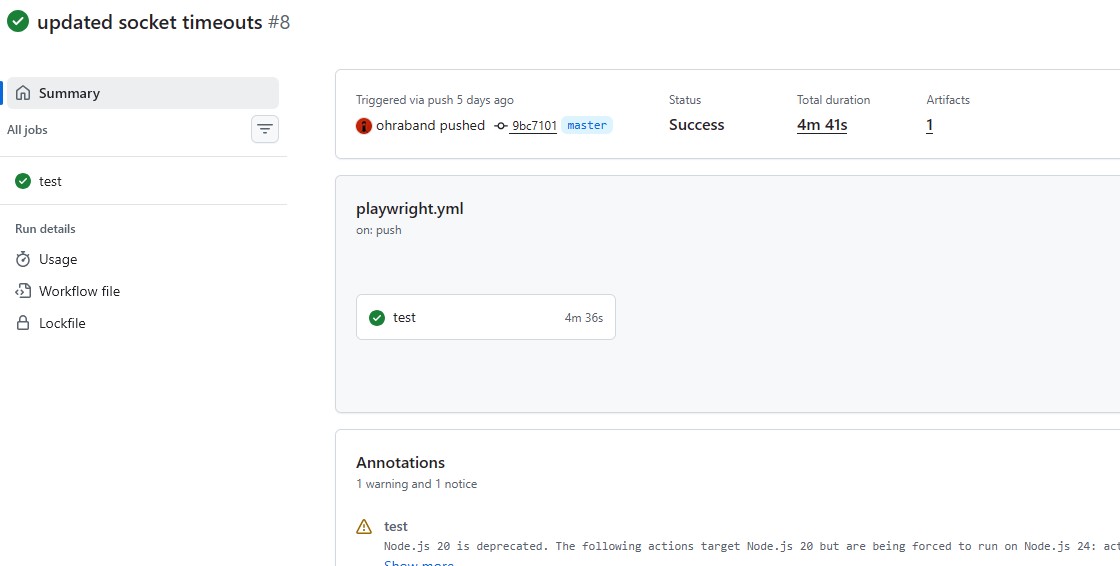 updated socket timeouts #8
Summary
All jobs
test
Run details
Usage
Workflow file
Lockfile
Triggered via push 5 days ago
ohraband pushed 9bc7101 master
Status
Success
Total duration
4m 41s
Artifacts
1
playwright.yml
on: push
test 4m 36s
Annotations
1 warning and 1 notice
test
Node.js 20 is deprecated. The following actions target Node.js 20 but are being forced to run on Node.js 24: act
Show more